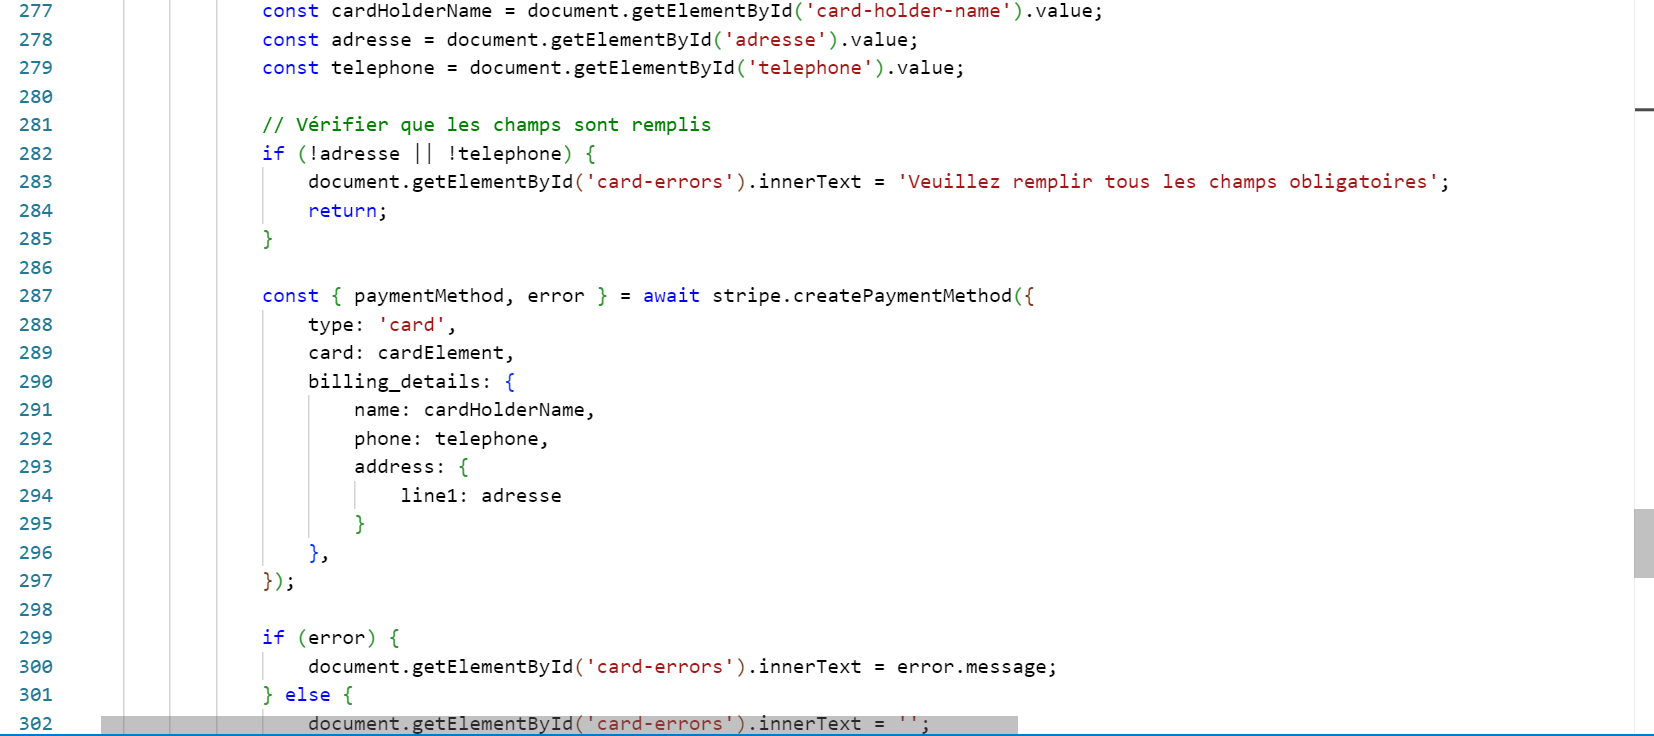 277 const cardHolderName = document.getElementById('card-holder-name').value;
278 const adresse = document.getElementById('adresse').value;
279 const telephone = document.getElementById('telephone').value;
280
281 // Vérifier que les champs sont remplis
282 if (!adresse || !telephone) {
283 document.getElementById('card-errors').innerText = 'Veuillez remplir tous les champs obligatoires';
284 return;
285 }
286
287 const { paymentMethod, error } = await stripe.createPaymentMethod({
288 type: 'card',
289 card: cardElement,
290 billing_details: {
291 name: cardHolderName,
292 phone: telephone,
293 address: {
294 line1: adresse
295 }
296 },
297 });
298
299 if (error) {
300 document.getElementById('card-errors').innerText = error.message;
301 } else {
302 document.getElementById('card-errors').innerText = '';